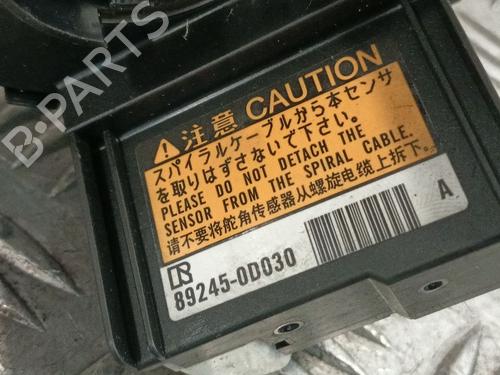 B-PARTS
⚠注意 CAUTION
スパイラルケーブルから本センサ
を取りはずさないで下さい。
PLEASE DO NOT DETACH THE
SENSOR FROM THE SPIRAL CABLE.
请不要将舵角传感器从螺旋电缆上拆下。
A
89245-0D030